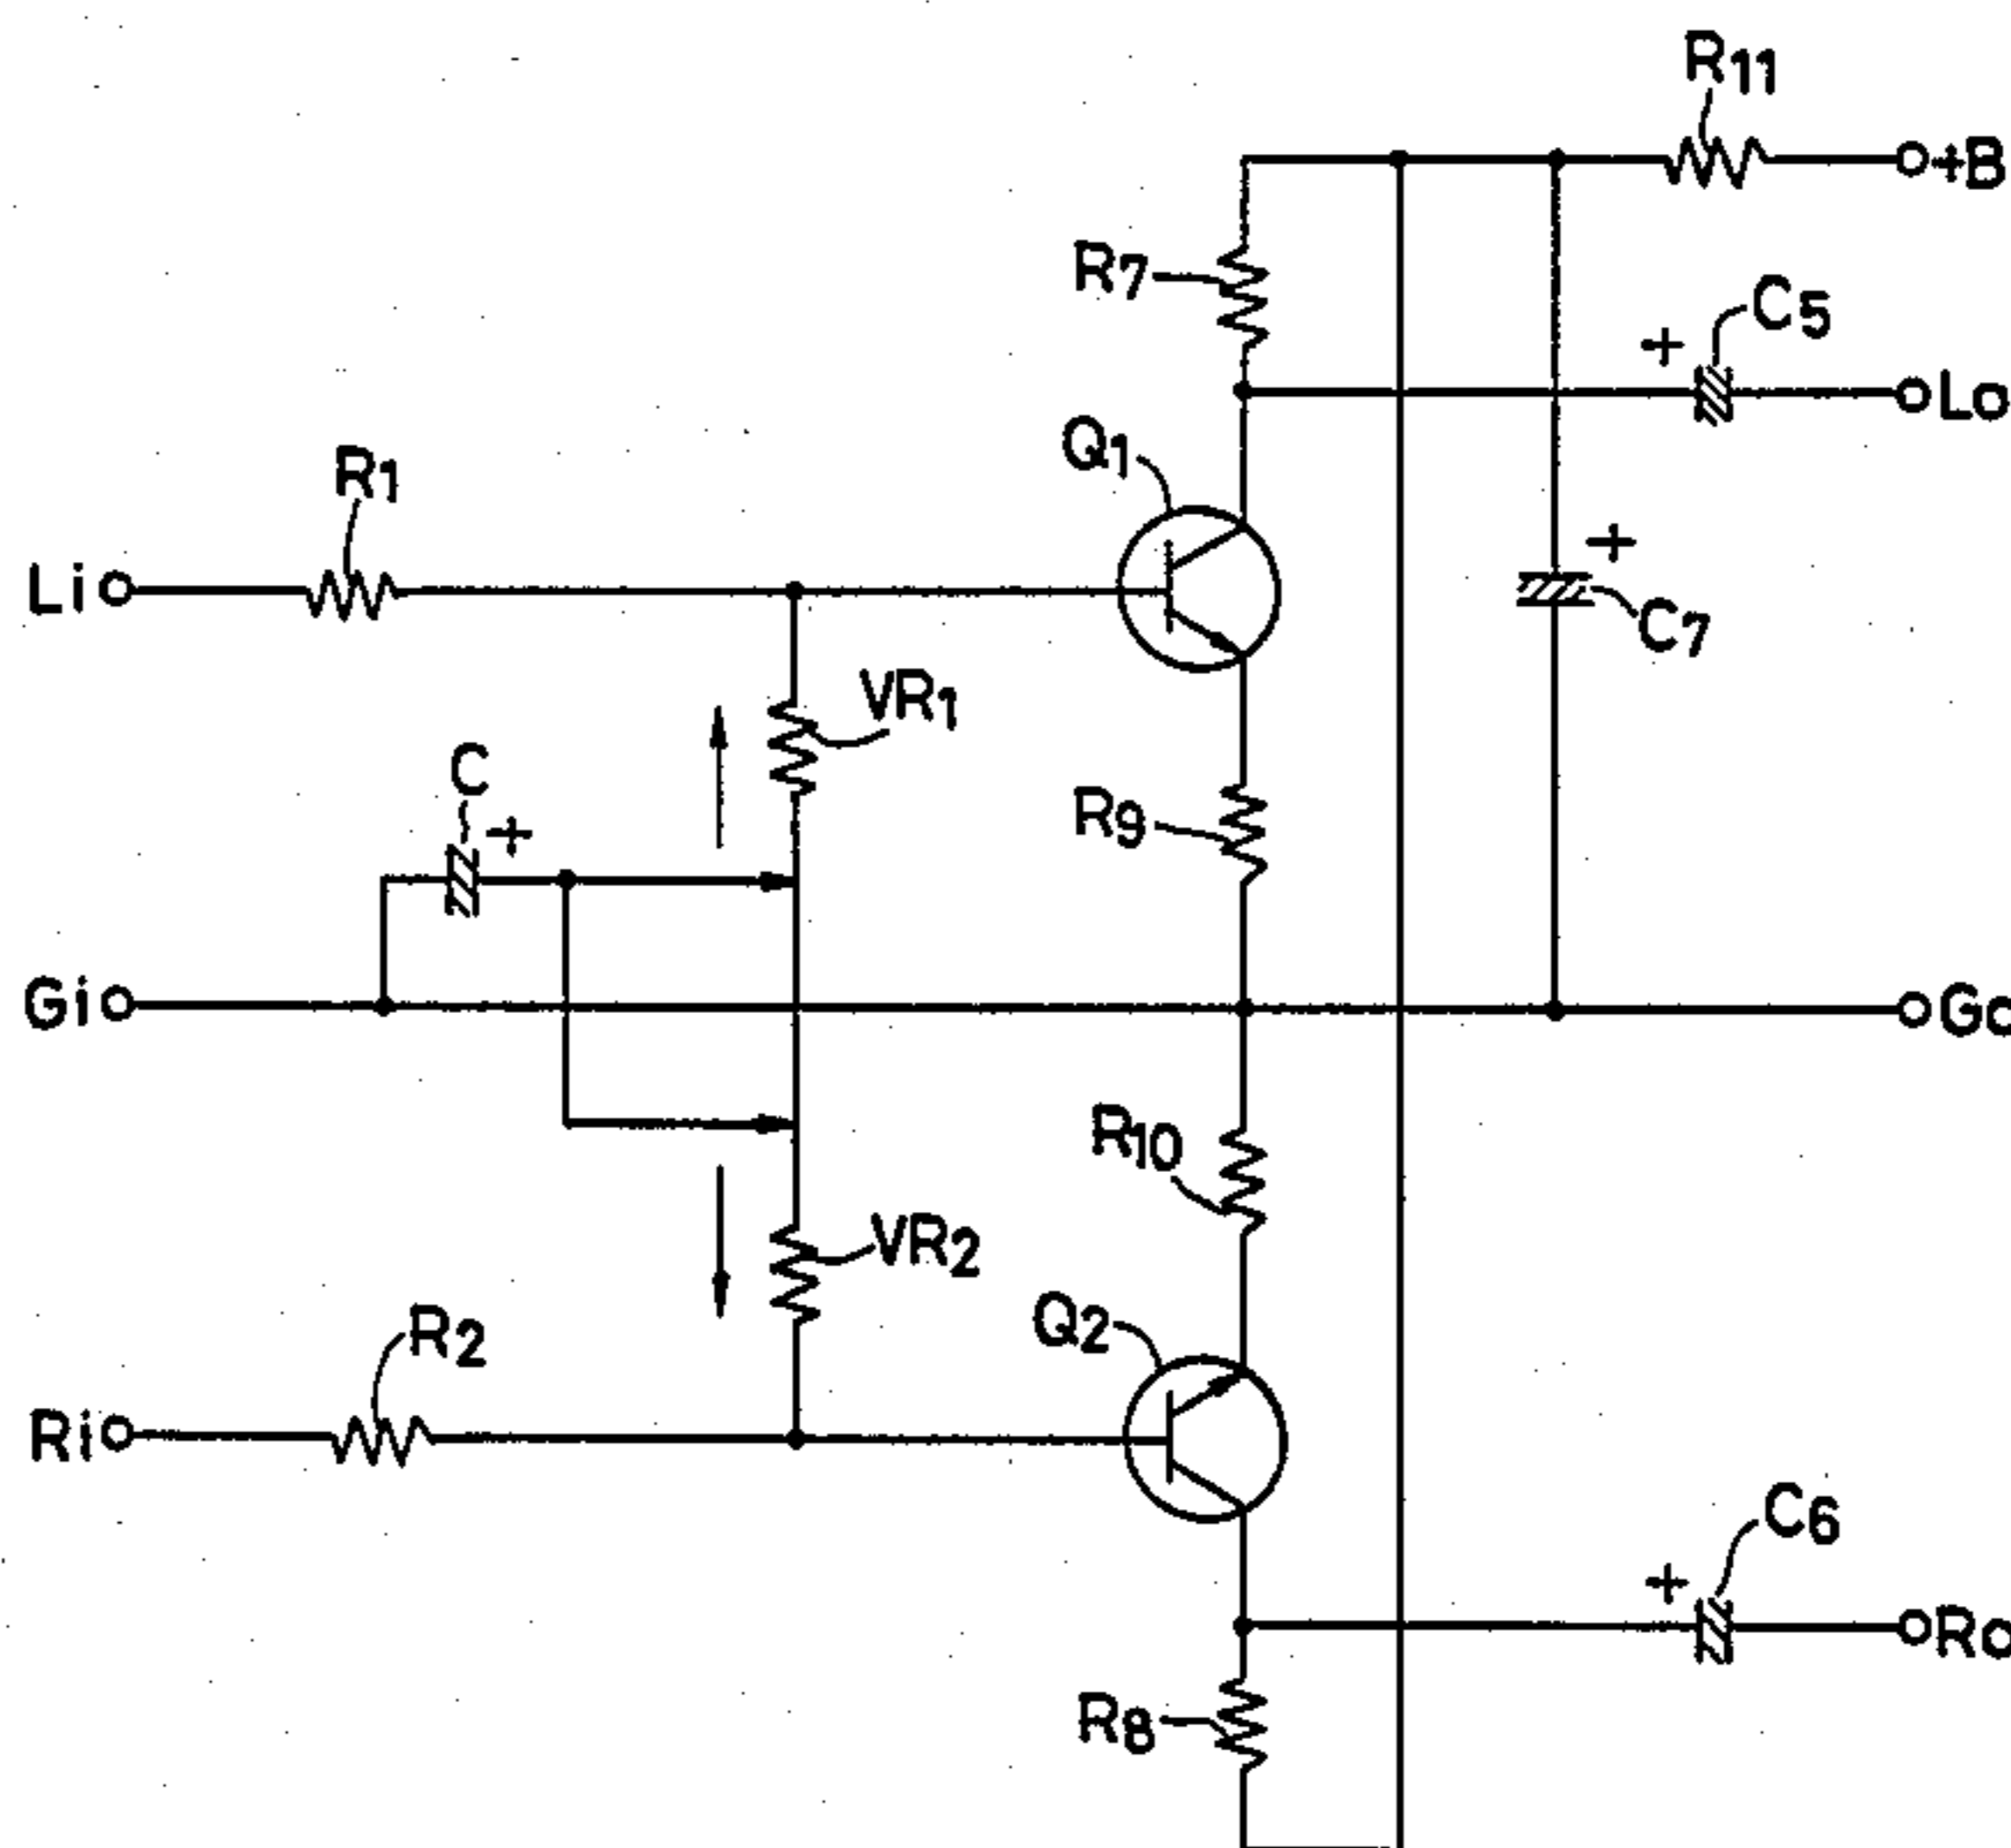 R11
+B
R7
C5
+
Lo
Q1
R1
+
Li
C7
VR1
C
+
R9
Gi
Go
R10
VR2
Q2
R2
Ri
C6
+
Ro
R8